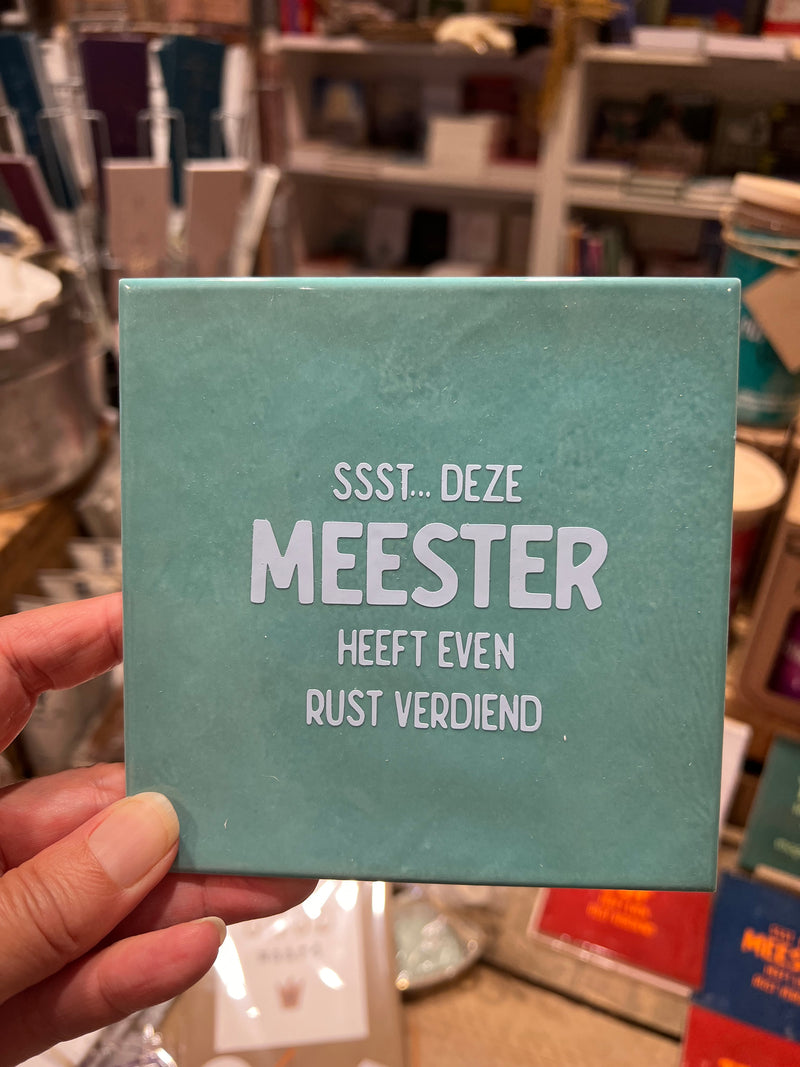 SSST... DEZE
MEESTER
HEEFT EVEN
RUST VERDIEND